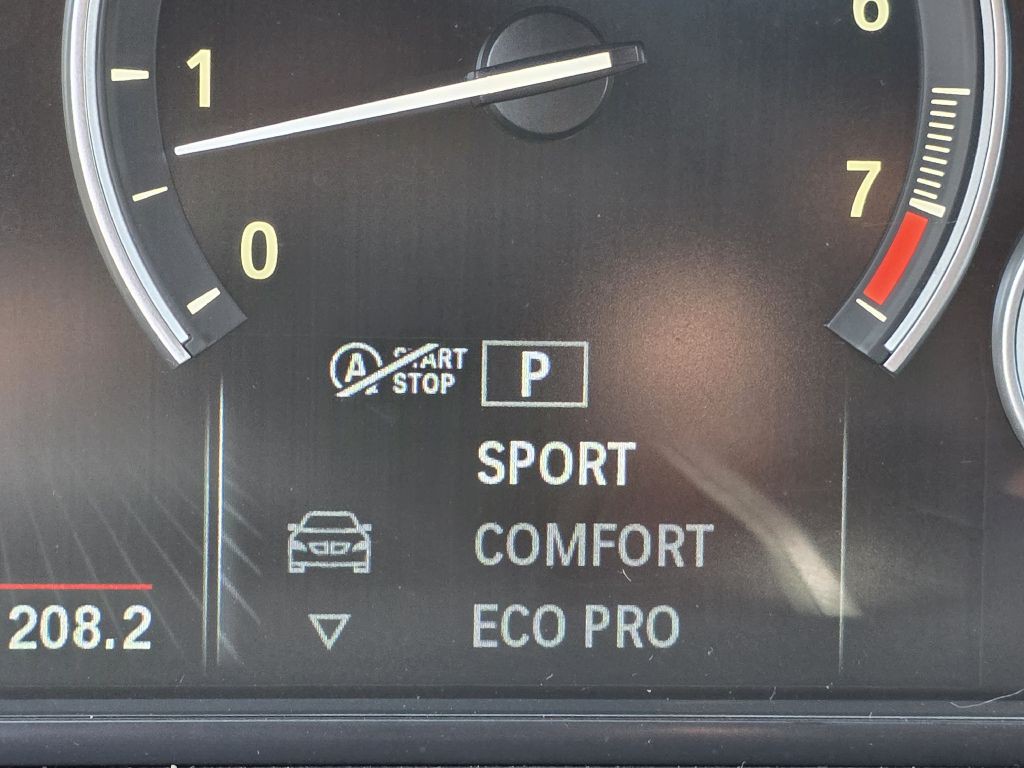 6
1
7
0
A START
STOP
P
SPORT
COMFORT
ECO PRO
208.2